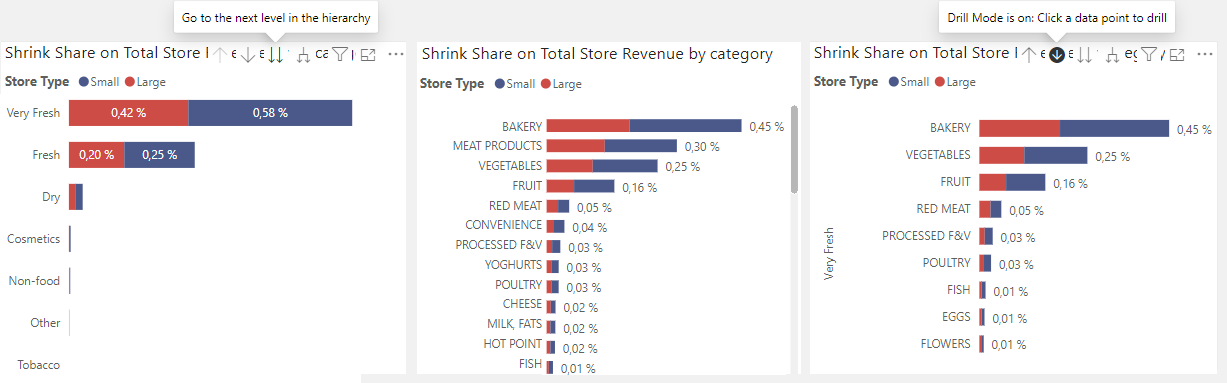 Go to the next level in the hierarchy
Shrink Share on Total Store
Store Type Small Large
Very Fresh 0,42 % 0,58 %
Fresh 0,20 % 0,25 %
Dry
Cosmetics
Non-food
Other
Tobacco
Shrink Share on Total Store Revenue by category
Store Type Small Large
BAKERY 0,45 %
MEAT PRODUCTS 0,30 %
VEGETABLES 0,25 %
FRUIT 0,16 %
RED MEAT 0,05 %
CONVENIENCE 0,04 %
PROCESSED F&V 0,03 %
YOGHURTS 0,03 %
POULTRY 0,03 %
CHEESE 0,02 %
MILK, FATS 0,02 %
HOT POINT 0,02 %
FISH 0,01 %
Drill Mode is on: Click a data point to drill
Shrink Share on Total Store
Store Type Small Large
Very Fresh
BAKERY 0,45 %
VEGETABLES 0,25 %
FRUIT 0,16 %
RED MEAT 0,05 %
PROCESSED F&V 0,03 %
POULTRY 0,03 %
FISH 0,01 %
EGGS 0,01 %
FLOWERS 0,01 %